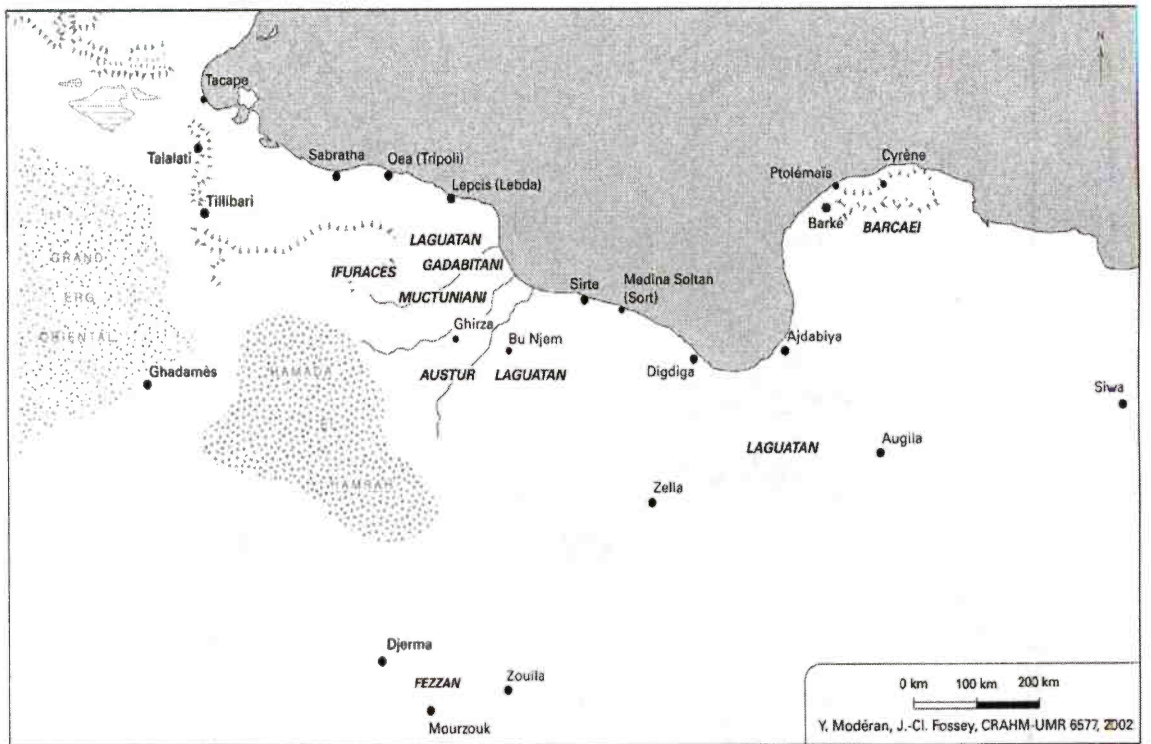 N
Tacape
Talalati
Sabratha
Oea (Tripoli)
Lepcis (Lebda)
Ptolémaïs
Cyrène
Tillibari
Barké
BARCAEI
LAGUATAN
GRAND
ERG
ORIENTAL
IFURACES
GADABITANI
MUCTUNIANI
Sirte
Medina Soltan
(Sort)
Ghirza
Bu Njem
Ajdabiya
HAMADA
EL
HAMRAH
AUSTUR
LAGUATAN
Digdiga
Ghadamès
Siwa
LAGUATAN
Augila
Zella
Djerma
FEZZAN
Zouila
Mourzouk
0 km 100 km 200 km
Y. Modéran, J.-Cl. Fossey, CRAHM-UMR 6577, 2002